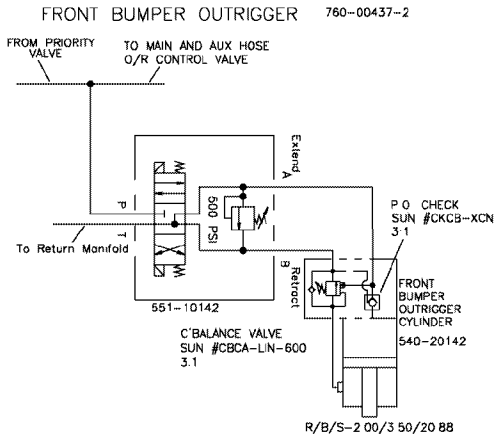 FRONT BUMPER OUTRIGGER 760-00437-2
FROM PRIORITY
VALVE
TO MAIN AND AUX HOSE
O/R CONTROL VALVE
Extend
A
P
T
500
PSI
To Return Manifold
B
Retract
551-10142
P O CHECK
SUN #CKCB-XCN
3:1
FRONT
BUMPER
OUTRIGGER
CYLINDER
540-20142
C'BALANCE VALVE
SUN #CBCA-LIN-600
3.1
R/B/S-2 00/3 50/20 88